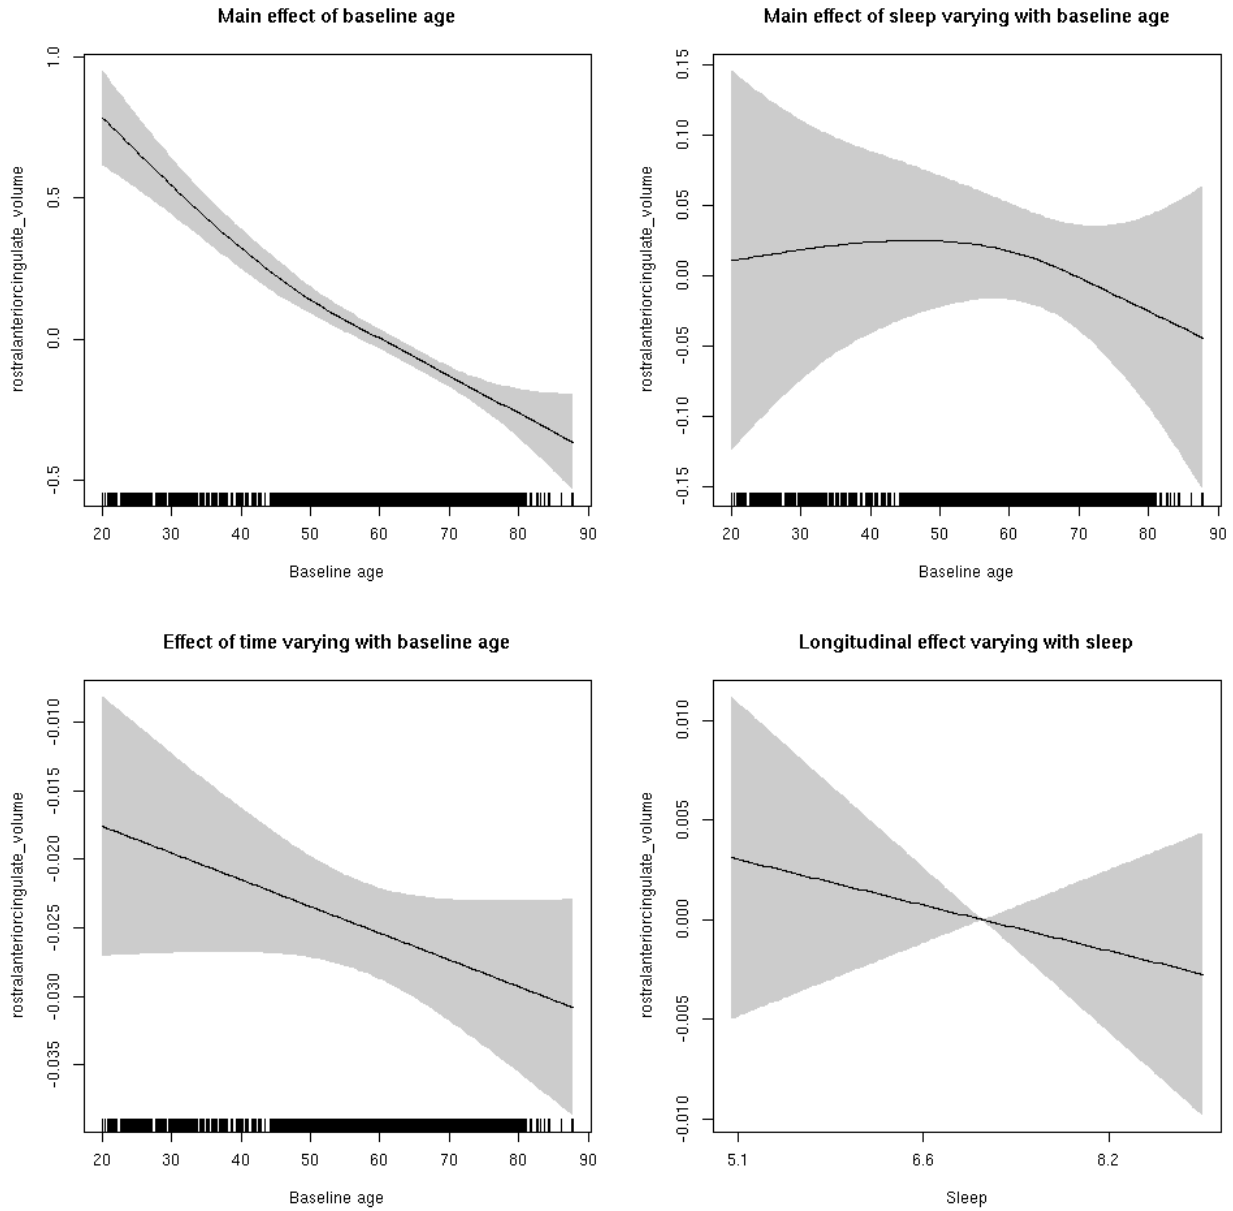 Main effect of baseline age
rostralanteriorcingulate_volume
1.0
0.5
0.0
-0.5
20 30 40 50 60 70 80 90
Baseline age
Main effect of sleep varying with baseline age
rostralanteriorcingulate_volume
0.15
0.10
0.05
0.00
-0.05
-0.10
-0.15
20 30 40 50 60 70 80 90
Baseline age
Effect of time varying with baseline age
rostralanteriorcingulate_volume
-0.010
-0.015
-0.020
-0.025
-0.030
-0.035
20 30 40 50 60 70 80 90
Baseline age
Longitudinal effect varying with sleep
rostralanteriorcingulate_volume
0.010
0.005
0.000
-0.005
-0.010
5.1 6.6 8.2
Sleep